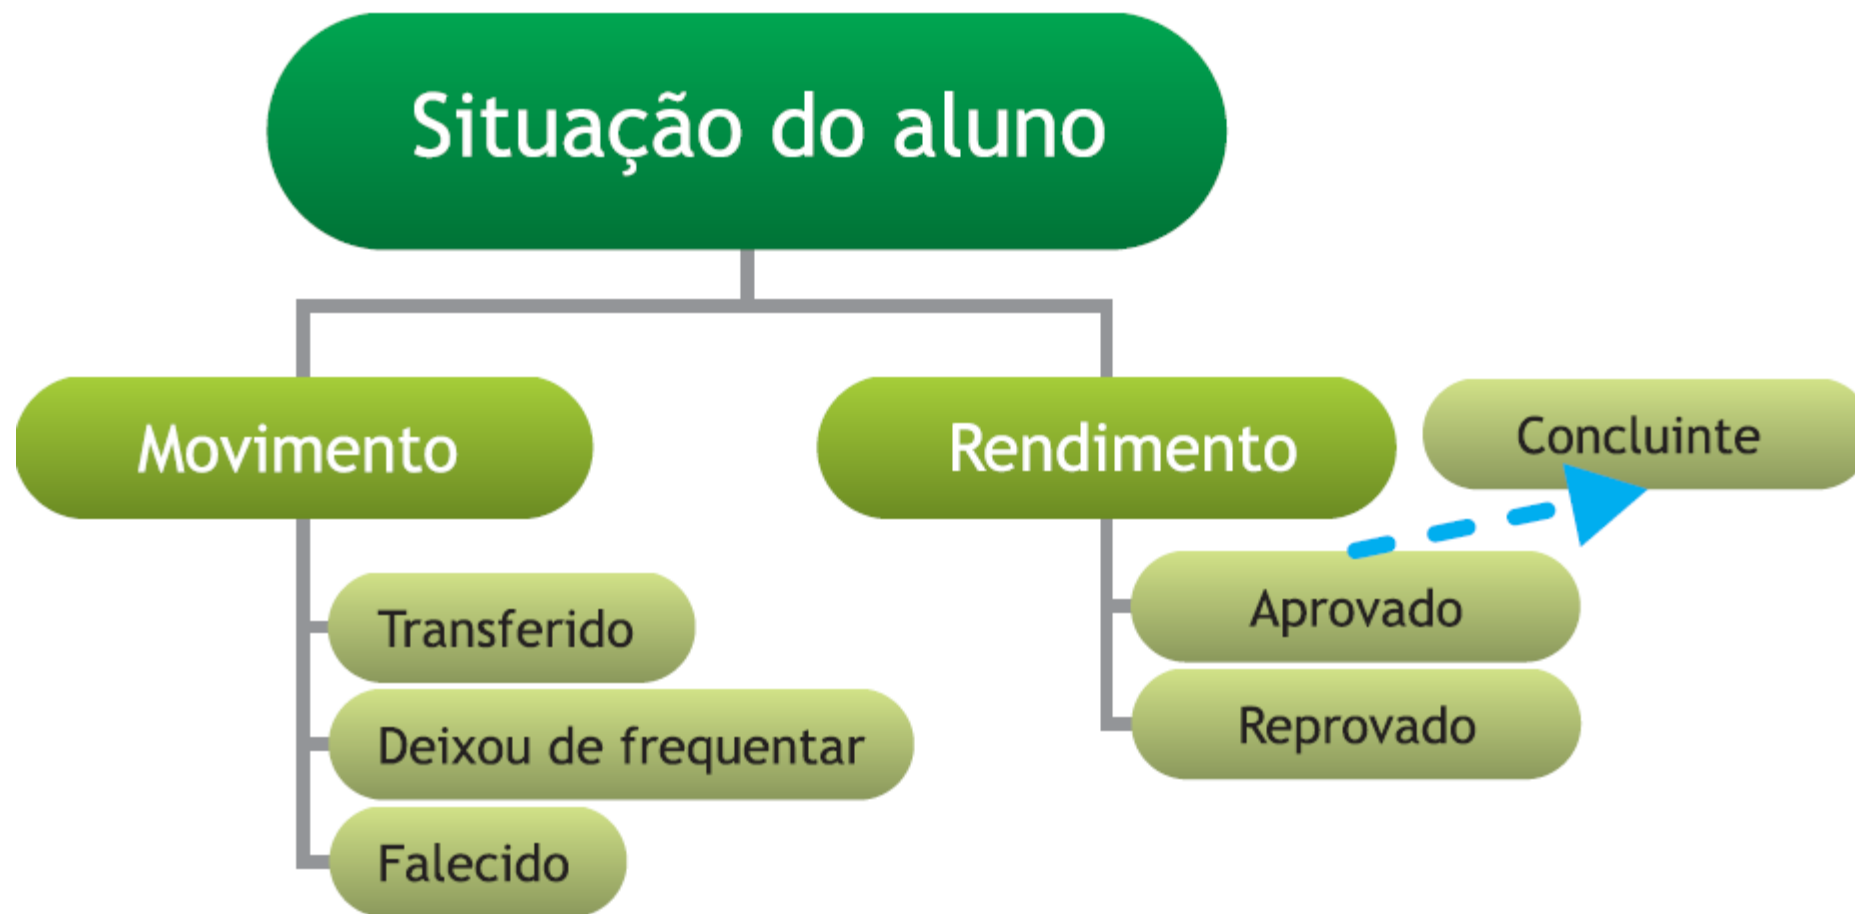 Situação do aluno
Movimento
Rendimento
Concluinte
Transferido
Deixou de frequentar
Falecido
Aprovado
Reprovado